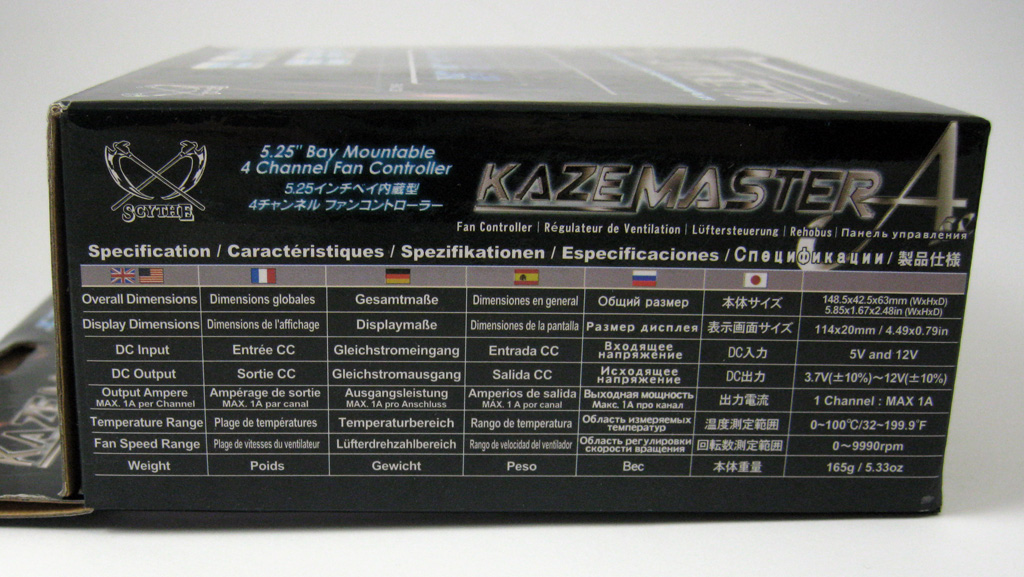 SCYTHE
5.25" Bay Mountable
4 Channel Fan Controller
5.25インチベイ内蔵型
4チャンネル ファンコントローラー
KAZE MASTER
Fan Controller | Régulateur de Ventilation | Lüftersteuerung | Rehobus | Панель управления
Specification / Caractéristiques / Spezifikationen / Especificaciones / Спецификации / 製品仕様
Overall Dimensions Dimensions globales Gesamtmaße Dimensiones en general Общий размер 本体サイズ 148.5x42.5x63mm (WxHxD)
5.85x1.67x2.48in (WxHxD)
Display Dimensions Dimensions de l'affichage Displaymaße Dimensiones de la pantalla Размер дисплея 表示画面サイズ 114x20mm / 4.49x0.79in
DC Input Entrée CC Gleichstromeingang Entrada CC Входящее напряжение DC入力 5V and 12V
DC Output Sortie CC Gleichstromausgang Salida CC Исходящее напряжение DC出力 3.7V(±10%)~12V(±10%)
Output Ampere Ampérage de sortie Ausgangsleistung Amperios de salida Выходная мощность 出力電流 1 Channel : MAX 1A
MAX. 1A per Channel MAX. 1A par canal MAX. 1A pro Anschluss MAX. 1 A por canal Макс. 1А про канал
Temperature Range Plage de températures Temperaturbereich Rango de temperatura Область измеряемых температур 温度測定範囲 0~100℃/32~199.9°F
Fan Speed Range Plage de vitesses du ventilateur Lüfterdrehzahlbereich Rango de velocidad del ventilador Область регулировки скорости вращения 回転数測定範囲 0~9990rpm
Weight Poids Gewicht Peso Вес 本体重量 165g / 5.33oz
KAZE